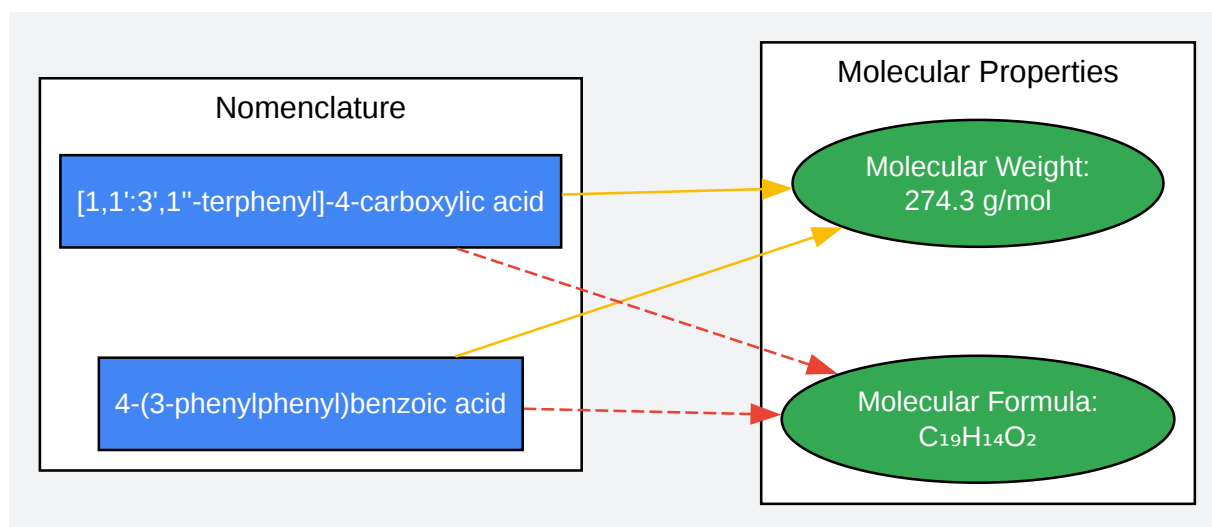 Nomenclature
[1,1':3',1''-terphenyl]-4-carboxylic acid
4-(3-phenylphenyl)benzoic acid
Molecular Properties
Molecular Weight:
274.3 g/mol
Molecular Formula:
C₁₉H₁₄O₂